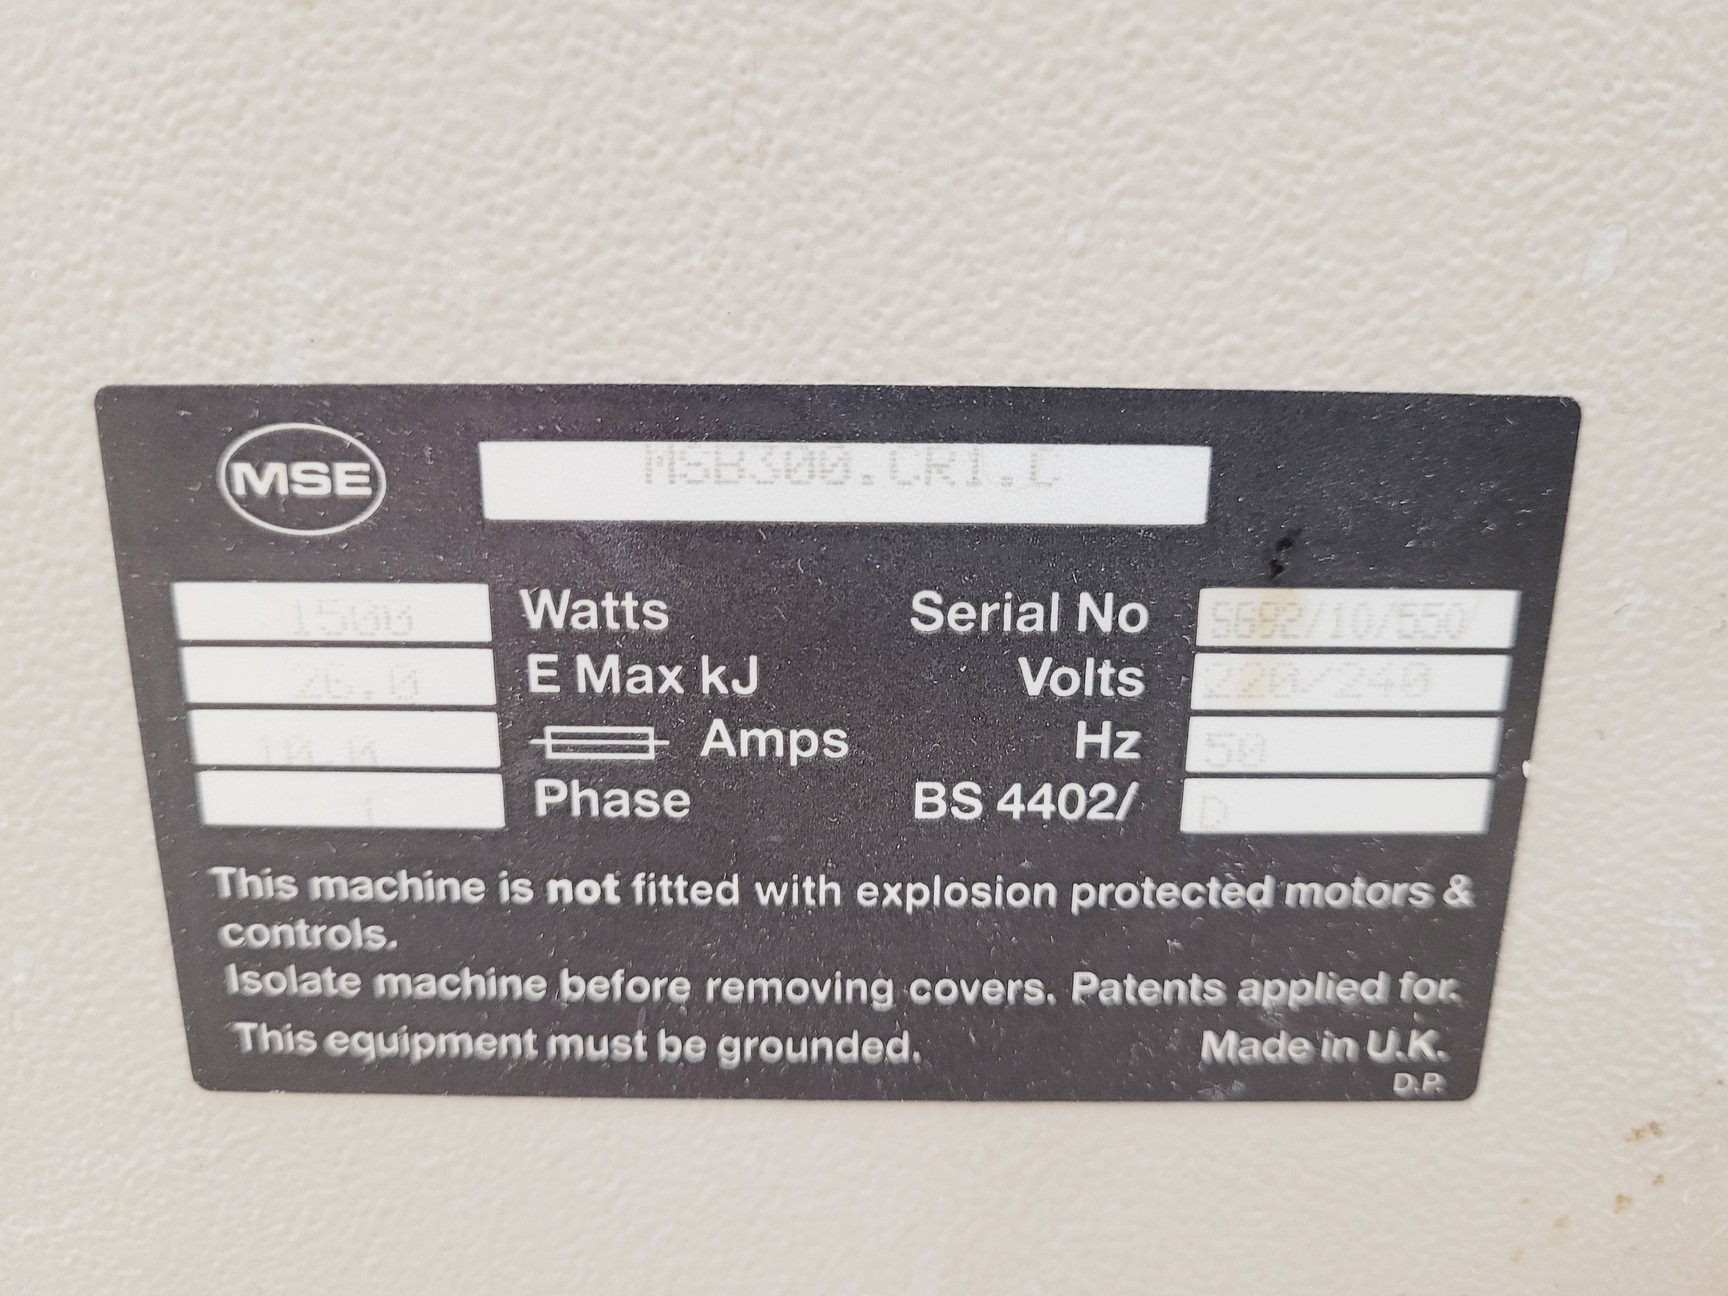 MSE
MSB300.CR1.C
1500 Watts Serial No SG92/10/550
26.0 E Max kJ Volts 220/240
10.0 Amps Hz 50
1 Phase BS 4402/ D
This machine is not fitted with explosion protected motors &
controls.
Isolate machine before removing covers. Patents applied for.
This equipment must be grounded. Made in U.K.
D.P.